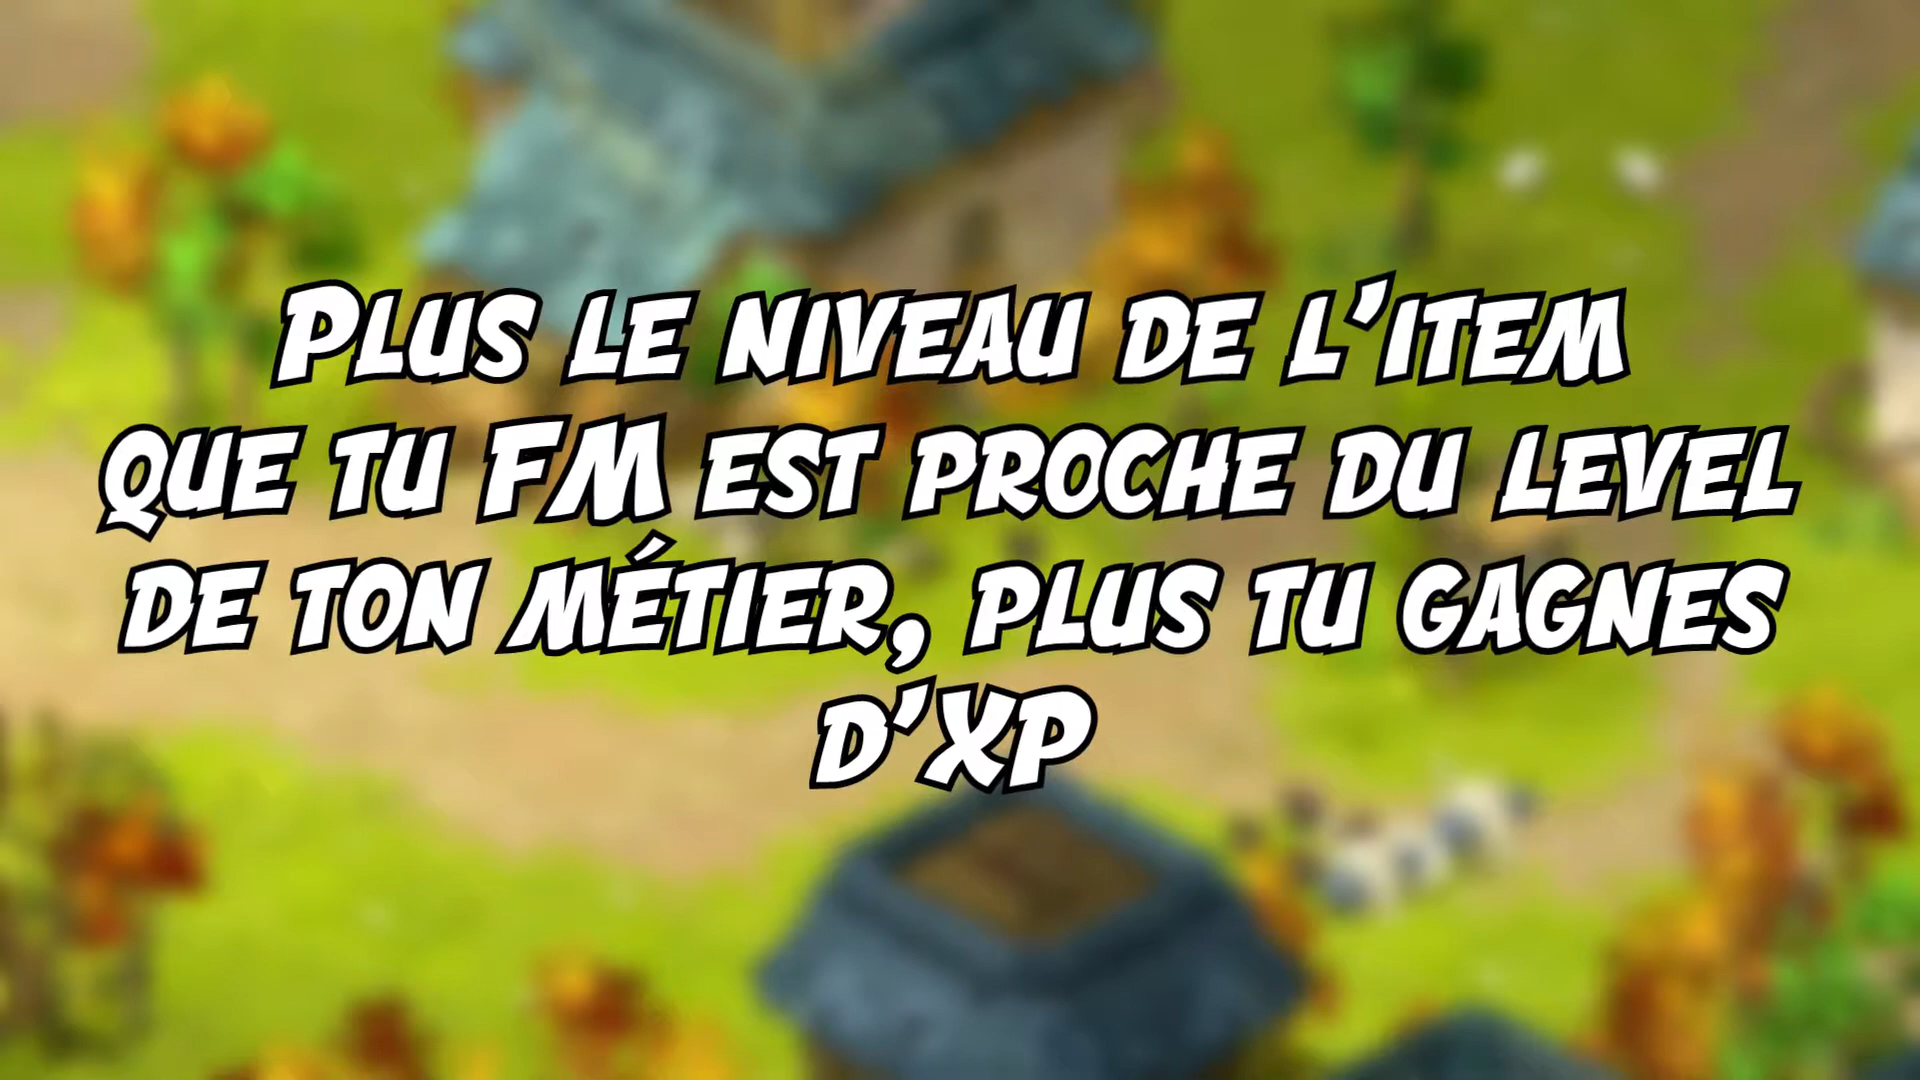 Plus le niveau de l'item
que tu FM est proche du level
de ton métier, plus tu gagnes
d'XP